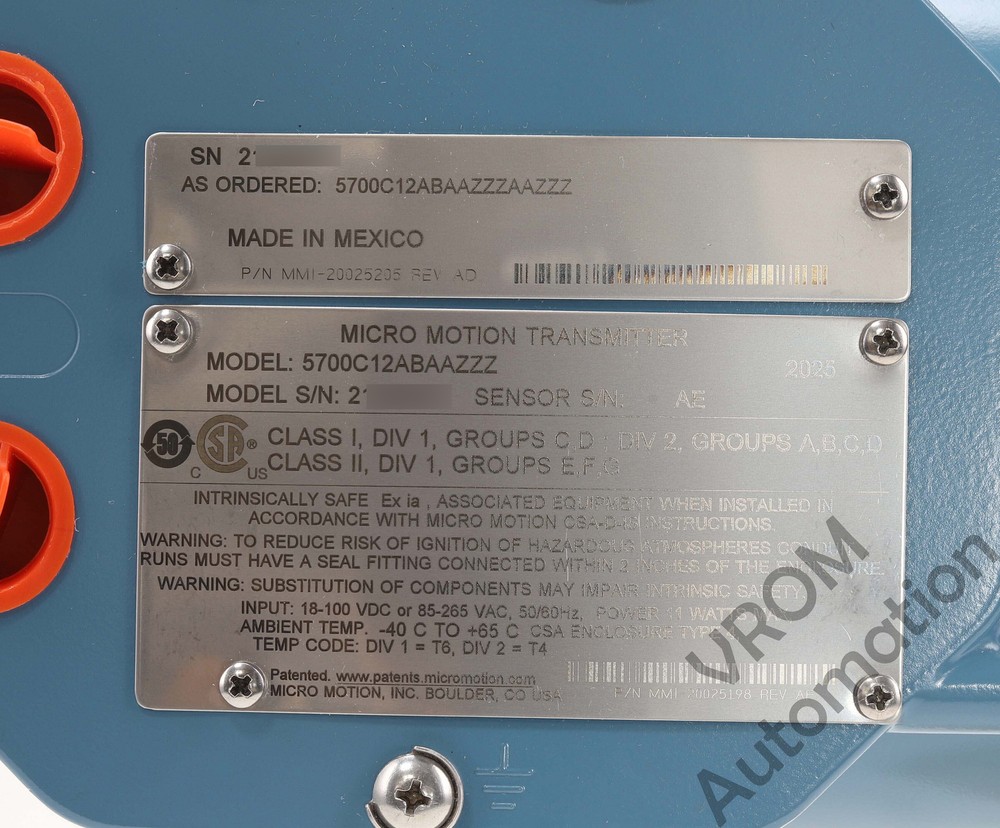 SN 21
AS ORDERED: 5700C12ABAAZZZAAZZZ
MADE IN MEXICO
P/N MMI-20025205 REV AD
MICRO MOTION TRANSMITTER
MODEL: 5700C12ABAAZZZ
2025
MODEL S/N: 21 SENSOR S/N: AE
50 C SA ® C US
CLASS I, DIV 1, GROUPS C,D DIV 2, GROUPS A,B,C,D
CLASS II, DIV 1, GROUPS E,F,G
INTRINSICALLY SAFE Ex ia , ASSOCIATED EQUIPMENT WHEN INSTALLED IN
ACCORDANCE WITH MICRO MOTION INSTRUCTIONS.
WARNING: TO REDUCE RISK OF IGNITION OF HAZARDOUS ATMOSPHERES CONDUIT
RUNS MUST HAVE A SEAL FITTING CONNECTED WITHIN 2 INCHES OF THE ENCLOSURE.
WARNING: SUBSTITUTION OF COMPONENTS MAY IMPAIR INTRINSIC SAFETY
INPUT: 18-100 VDC or 85-265 VAC, 50/60Hz, POWER 11 WATTS
AMBIENT TEMP. -40 C TO +65 C CSA ENCLOSURE TYPE
TEMP CODE: DIV 1 = T6, DIV 2 = T4
Patented. www.patents.micromotion.com
MICRO MOTION, INC. BOULDER, CO USA
P/N MMI-20025198 REV
VROM
Automation